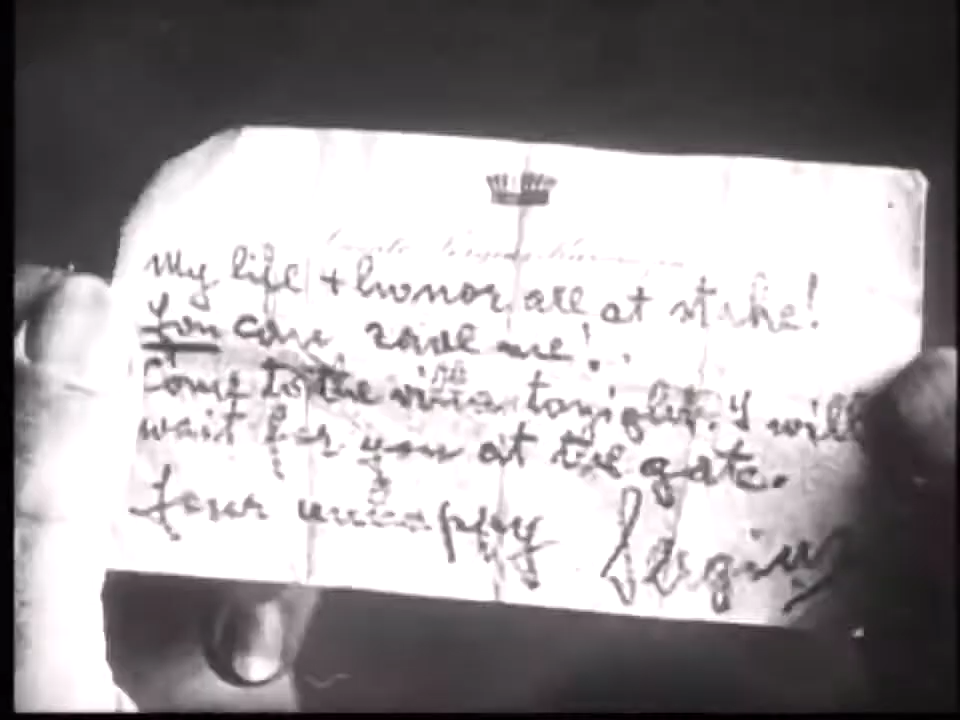 My life + honor are at stake!
You can save me!..
Come to the villa tonight. I will
wait for you at the gate.
Your unhappy Sergius